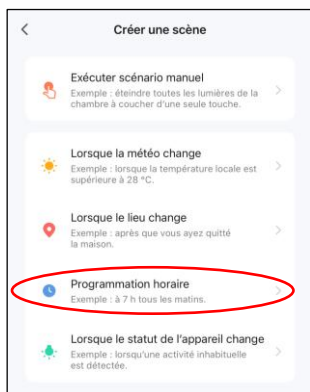 Créer une scène
Exécuter scénario manuel
Exemple : éteindre toutes les lumières de la
chambre à coucher d'une seule touche.
Lorsque la météo change
Exemple : lorsque la température locale est
supérieure à 28 °C.
Lorsque le lieu change
Exemple : après que vous ayez quitté
la maison.
Programmation horaire
Exemple : à 7 h tous les matins.
Lorsque le statut de l'appareil change
Exemple : lorsqu'une activité inhabituelle
est détectée.